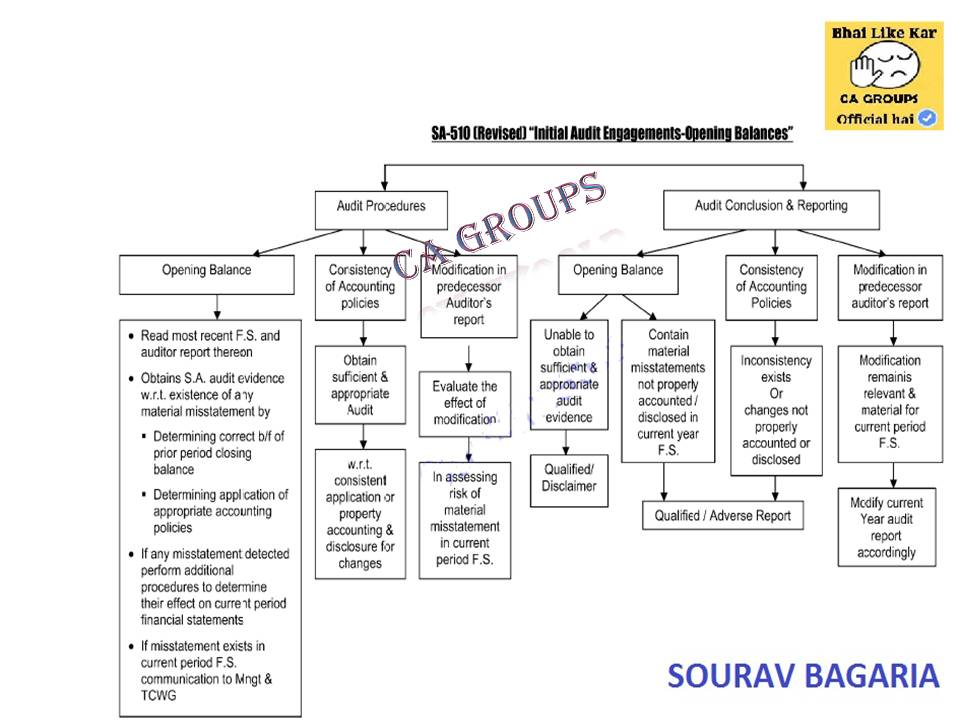 Bhai Like Kar
CA GROUPS
Official hai
SA-510 (Revised) “Initial Audit Engagements-Opening Balances”
Audit Procedures
Audit Conclusion & Reporting
CA GROUPS
Opening Balance
Consistency
of Accounting
policies
Modification in
predecessor
Auditor's
report
Opening Balance
Consistency
of Accounting
Policies
Modification in
predecessor
auditor's report
• Read most recent F.S. and
auditor report thereon
• Obtains S.A. audit evidence
w.r.t. existence of any
material misstatement by
▪ Determining correct b/f of
prior period closing
balance
▪ Determining application of
appropriate accounting
policies
• If any misstatement detected
perform additional
procedures to determine
their effect on current period
financial statements
• If misstatement exists in
current period F.S.
communication to Mngt &
TCWG
Obtain
sufficient &
appropriate
Audit
w.r.t.
consistent
application or
property
accounting &
disclosure for
changes
Evaluate the
effect of
modification
In assessing
risk of
material
misstatement
in current
period F.S.
Unable to
obtain
sufficient &
appropriate
audit
evidence
Qualified/
Disclaimer
Contain
material
misstatements
not properly
accounted /
disclosed in
current year
F.S.
Inconsistency
exists
Or
changes not
properly
accounted or
disclosed
Qualified / Adverse Report
Modification
remainis
relevant &
material for
current period
F.S.
Modify current
Year audit
report
accordingly
SOURAV BAGARIA